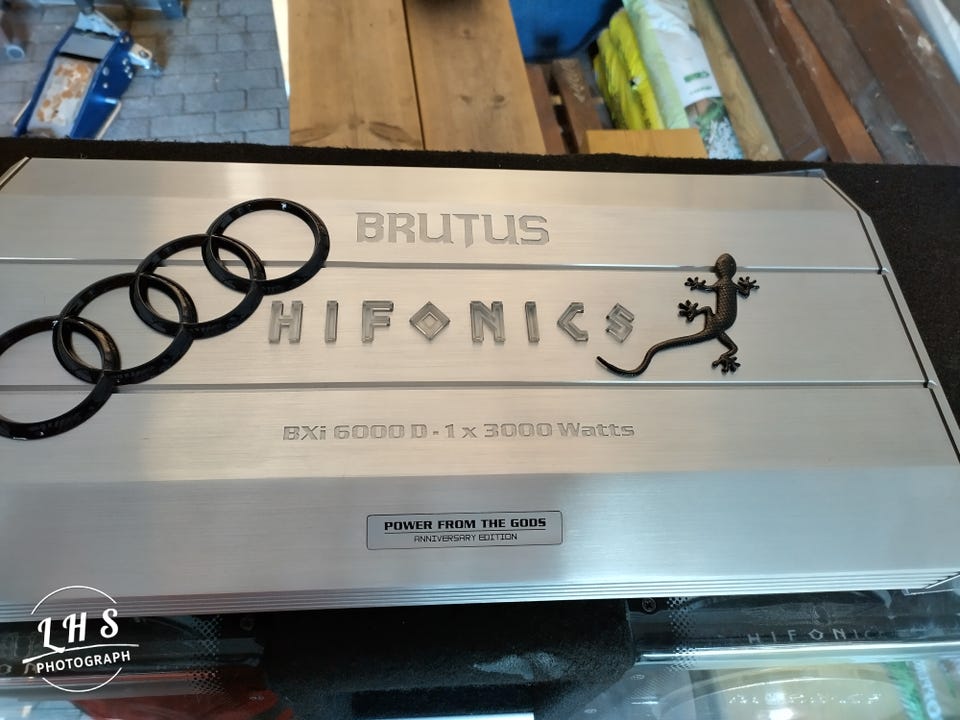 BRUTUS
HIFONICS
BXi 6000 D - 1 x 3000 Watts
POWER FROM THE GODS
ANNIVERSARY EDITION
HIFONICS
LHS
PHOTOGRAPH